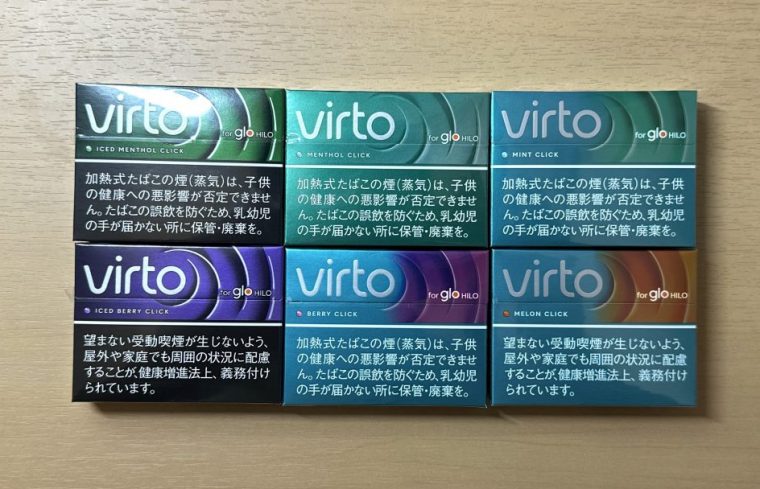 virto
for glo HILO
ICED MENTHOL CLICK
加熱式たばこの煙(蒸気)は、子供
の健康への悪影響が否定できませ
ん。たばこの誤飲を防ぐため、乳幼児
の手が届かない所に保管・廃棄を。
virto
for glo HILO
MENTHOL CLICK
加熱式たばこの煙(蒸気)は、子供
の健康への悪影響が否定できませ
ん。たばこの誤飲を防ぐため、乳幼児
の手が届かない所に保管・廃棄を。
virto
for glo HILO
MINT CLICK
加熱式たばこの煙(蒸気)は、子供
の健康への悪影響が否定できませ
ん。たばこの誤飲を防ぐため、乳幼児
の手が届かない所に保管・廃棄を。
virto
for glo HILO
ICED BERRY CLICK
望まない受動喫煙が生じないよう、
屋外や家庭でも周囲の状況に配慮
することが、健康増進法上、義務付け
られています。
virto
for glo HILO
BERRY CLICK
加熱式たばこの煙(蒸気)は、子供
の健康への悪影響が否定できませ
ん。たばこの誤飲を防ぐため、乳幼児
の手が届かない所に保管・廃棄を。
virto
for glo HILO
MELON CLICK
望まない受動喫煙が生じないよう、
屋外や家庭でも周囲の状況に配慮
することが、健康増進法上、義務付け
られています。